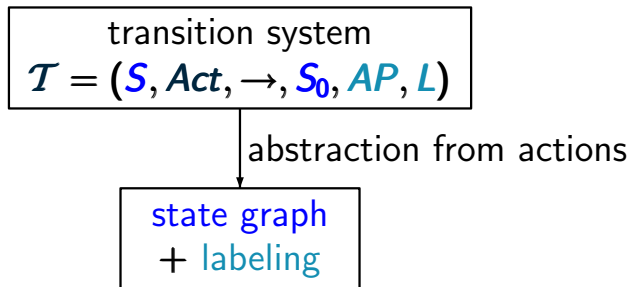 transition system
𝒯 = (S, Act, →, S₀, AP, L)
abstraction from actions
state graph
+ labeling